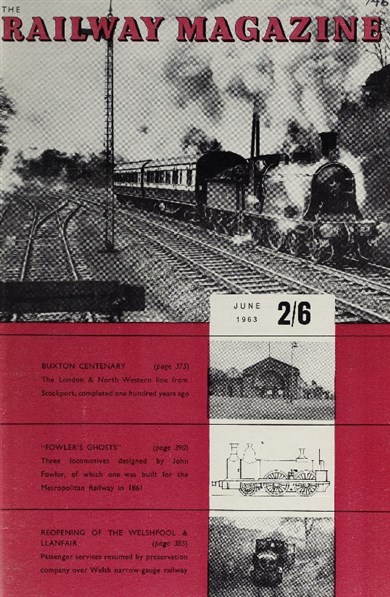 THE
RAILWAY MAGAZINE
JUNE 2/6
1963
BUXTON CENTENARY (page 373)
The London & North Western line from
Stockport, completed one hundred years ago
"FOWLER'S GHOSTS" (page 390)
Three locomotives designed by John
Fowler, of which one was built for the
Metropolitan Railway in 1861
REOPENING OF THE WELSHPOOL &
LLANFAIR (page 385)
Passenger services resumed by preservation
company over Welsh narrow-gauge railway